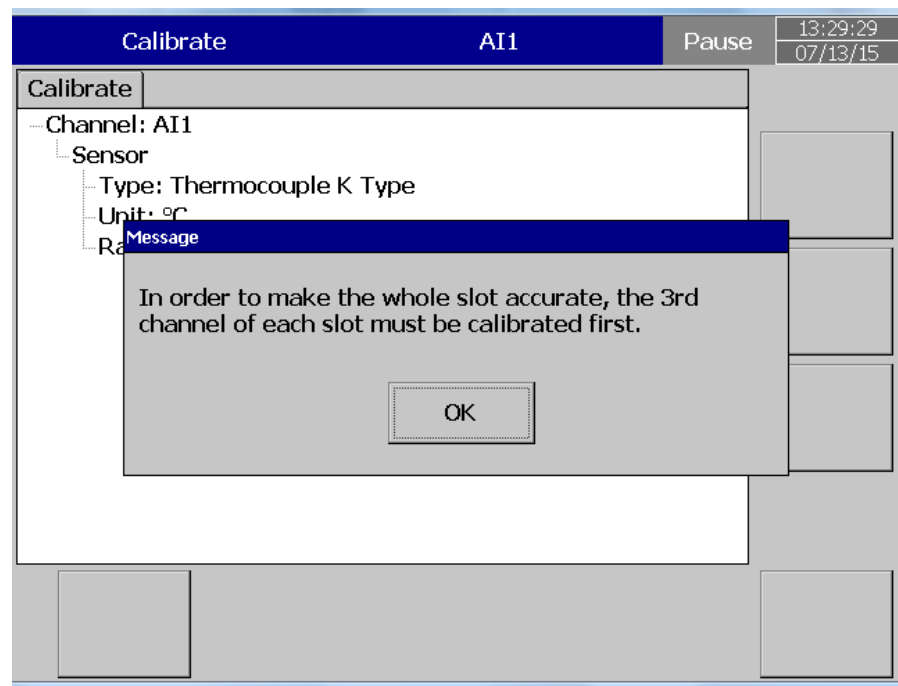 Calibrate AI1 Pause 13:29:29
07/13/15
Calibrate
Channel: AI1
Sensor
Type: Thermocouple K Type
Unit: °C
Message
In order to make the whole slot accurate, the 3rd
channel of each slot must be calibrated first.
OK